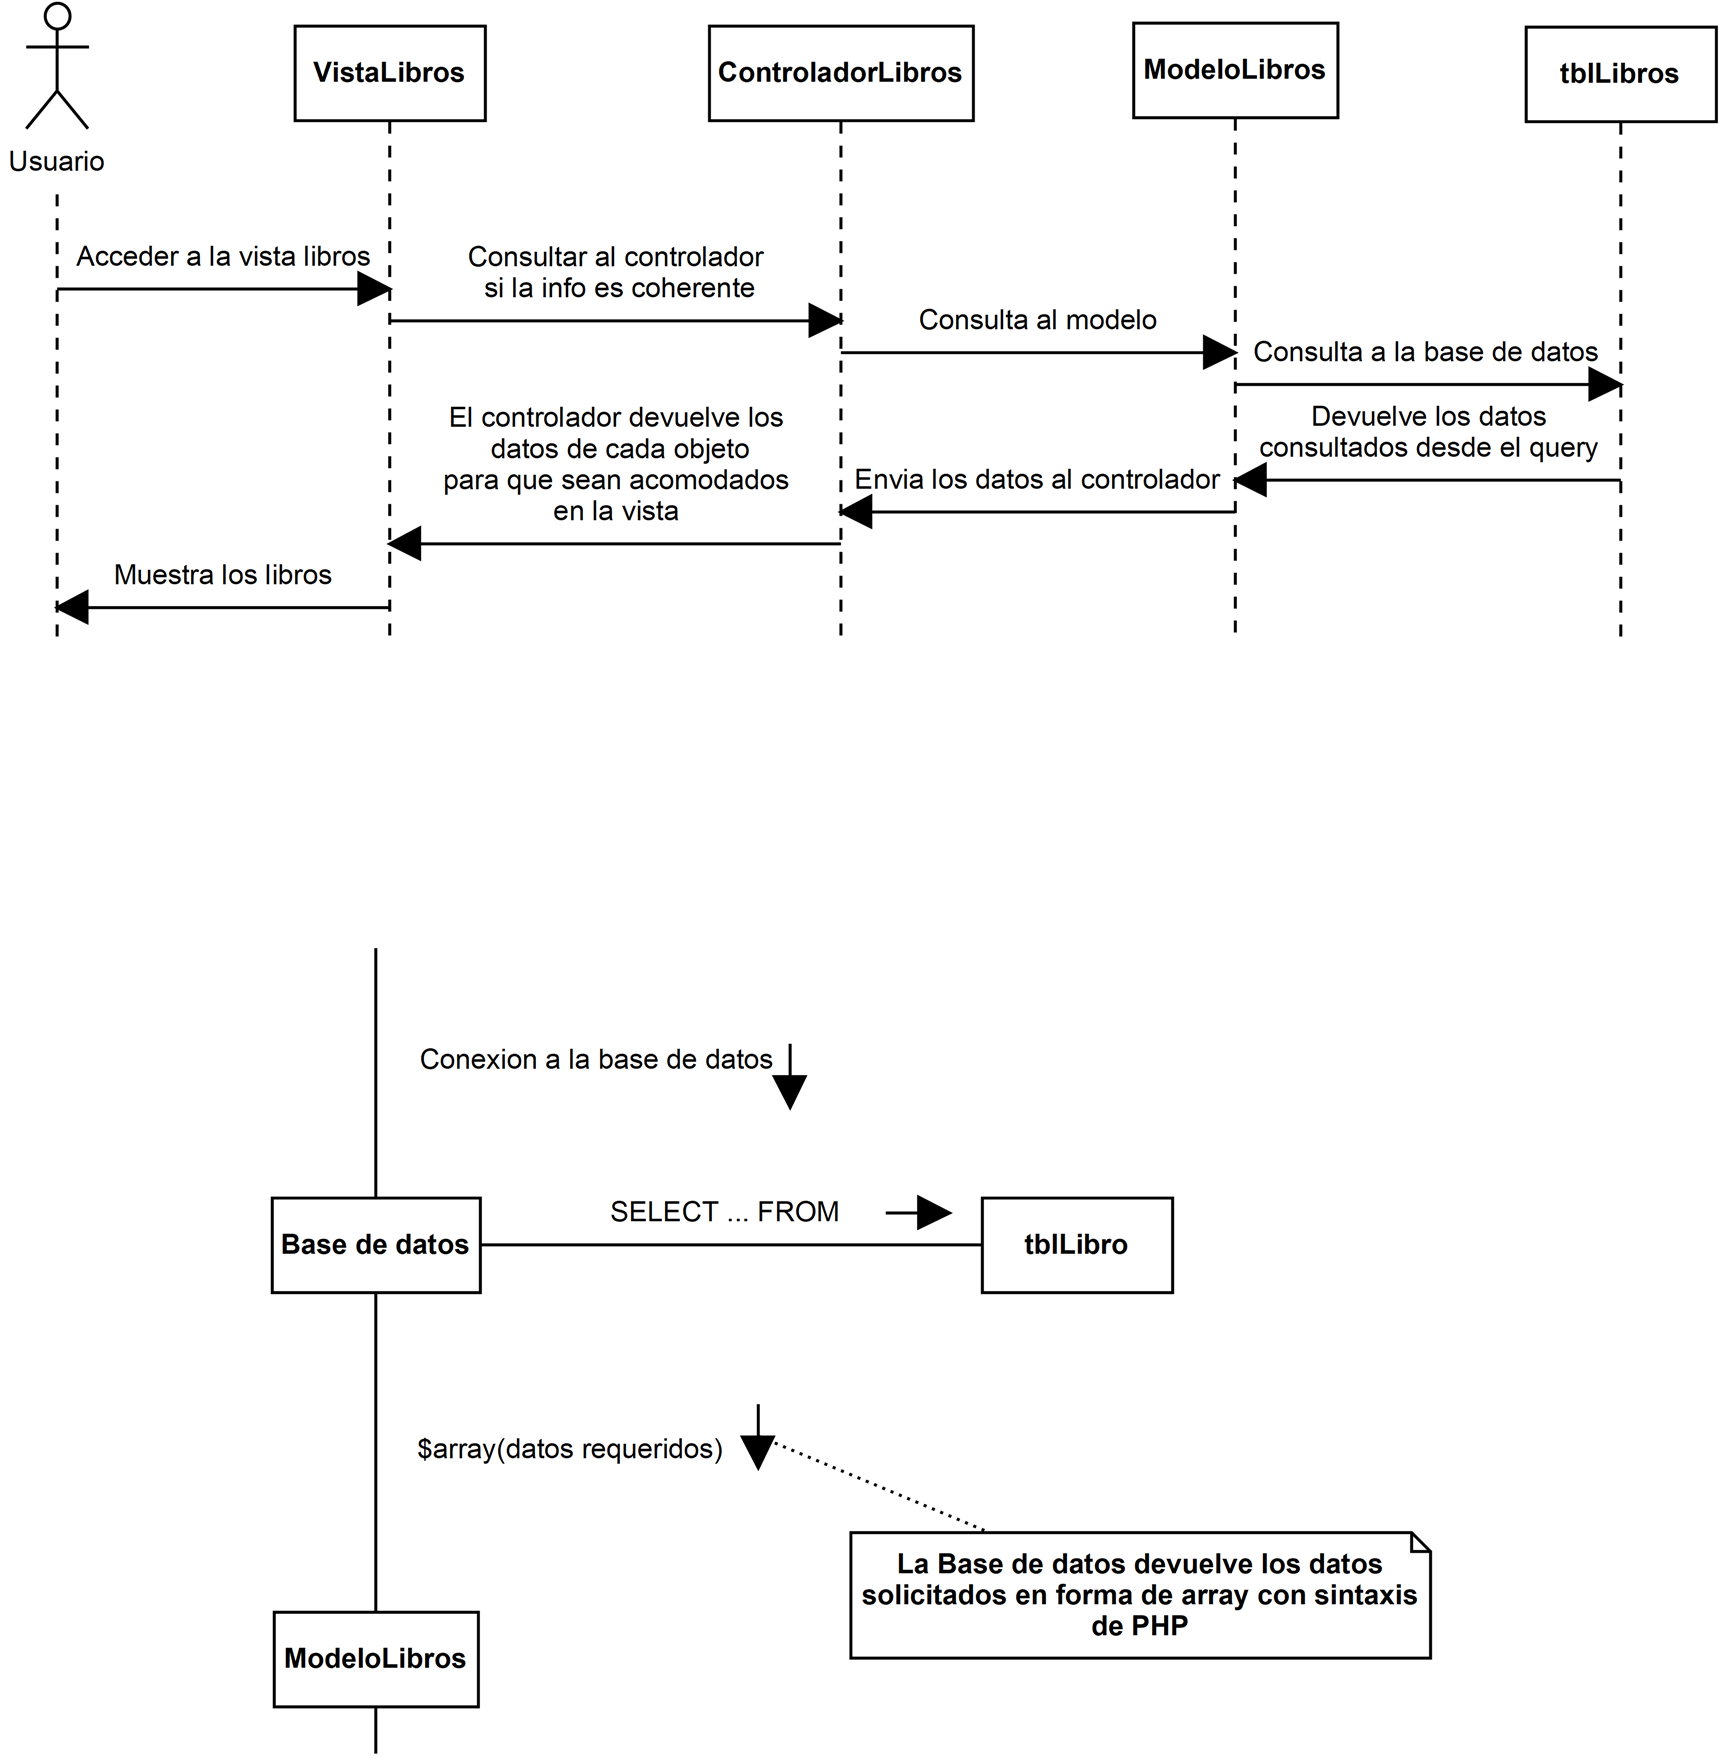 Usuario
VistaLibros
ControladorLibros
ModeloLibros
tblLibros
Acceder a la vista libros
Consultar al controlador
si la info es coherente
Consulta al modelo
Consulta a la base de datos
Devuelve los datos
consultados desde el query
Envia los datos al controlador
El controlador devuelve los
datos de cada objeto
para que sean acomodados
en la vista
Muestra los libros
Conexion a la base de datos
Base de datos
SELECT ... FROM
tblLibro
$array(datos requeridos)
La Base de datos devuelve los datos
solicitados en forma de array con sintaxis
de PHP
ModeloLibros